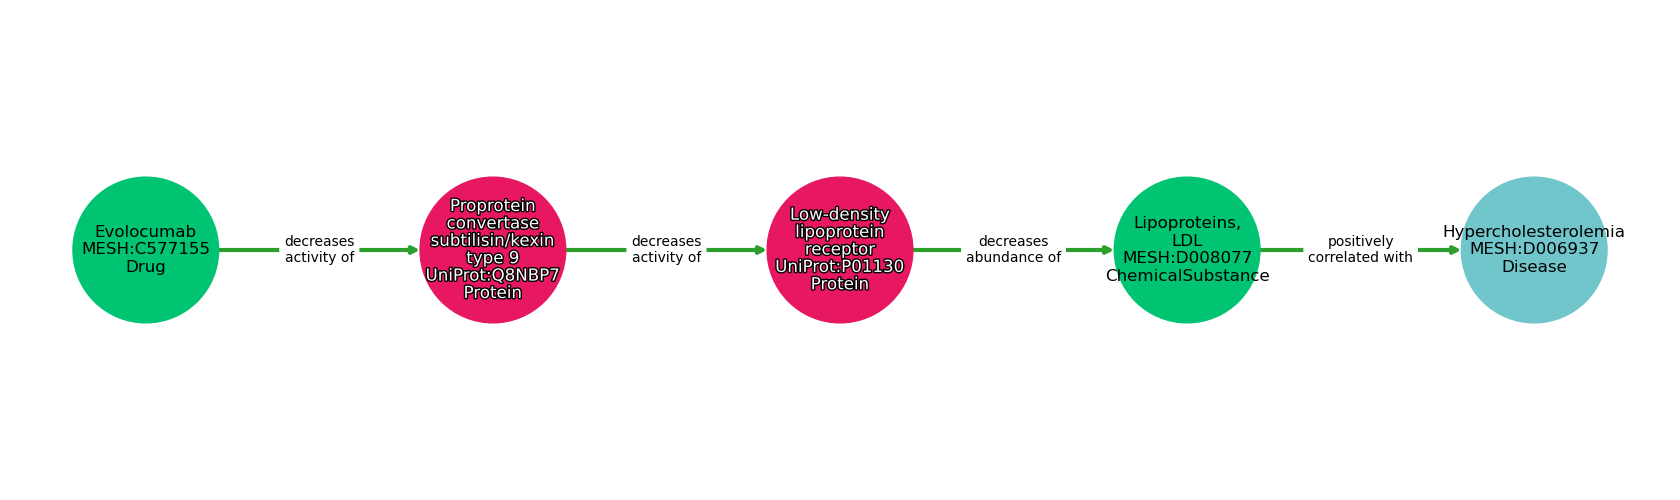 Evolocumab
MESH:C577155
Drug
decreases
activity of
Proprotein
convertase
subtilisin/kexin
type 9
UniProt:Q8NBP7
Protein
decreases
activity of
Low-density
lipoprotein
receptor
UniProt:P01130
Protein
decreases
abundance of
Lipoproteins,
LDL
MESH:D008077
ChemicalSubstance
positively
correlated with
Hypercholesterolemia
MESH:D006937
Disease